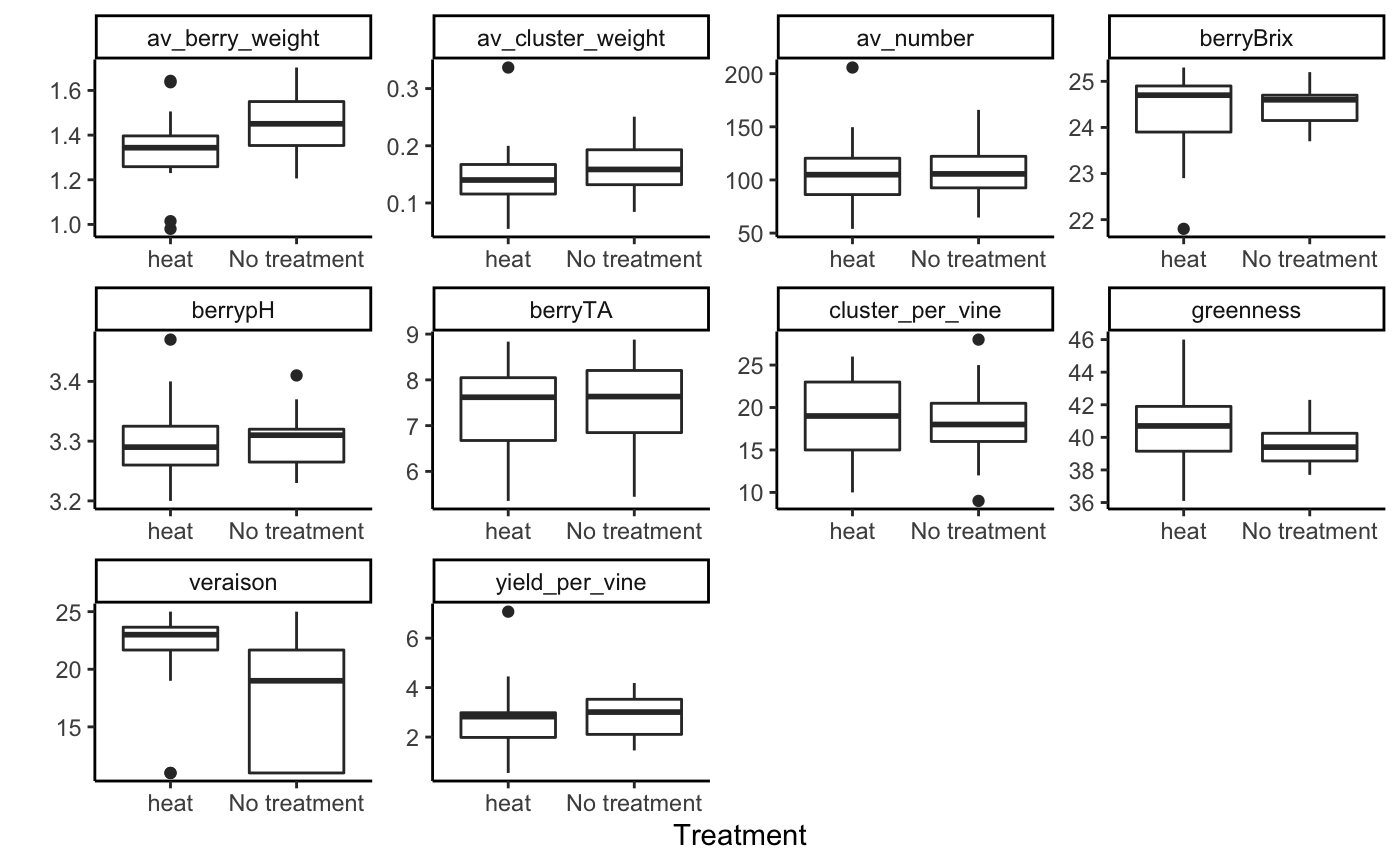 av_berry_weight av_cluster_weight av_number berryBrix
1.6 1.4 1.2 1.0
0.3 0.2 0.1
200 150 100 50
25 24 23 22
heat No treatment heat No treatment heat No treatment heat No treatment
berrypH berryTA cluster_per_vine greenness
3.4 3.3 3.2
9 8 7 6
25 20 15 10
46 44 42 40 38 36
heat No treatment heat No treatment heat No treatment heat No treatment
veraison yield_per_vine
25 20 15
6 4 2
heat No treatment heat No treatment
Treatment